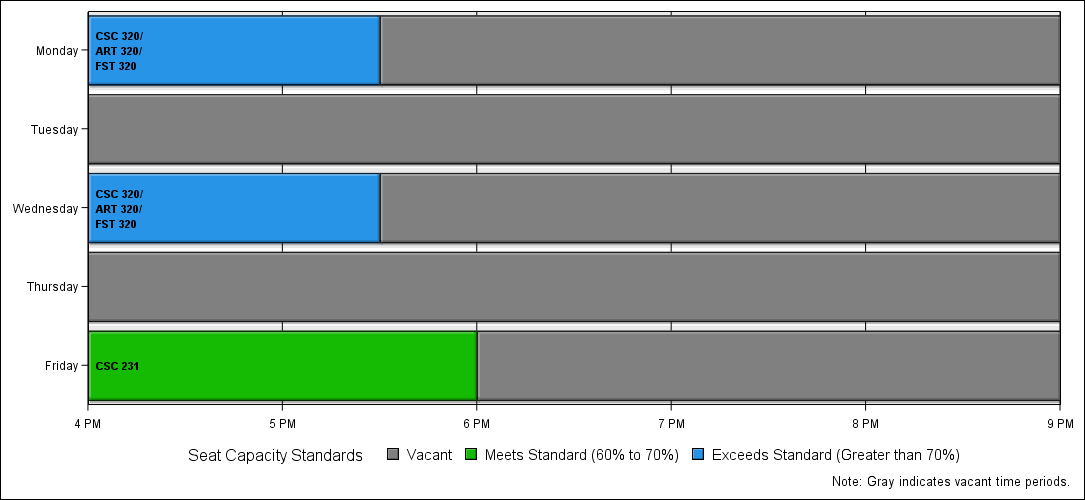 Monday
CSC 320/
ART 320/
FST 320
Tuesday
Wednesday
CSC 320/
ART 320/
FST 320
Thursday
Friday
CSC 231
4 PM 5 PM 6 PM 7 PM 8 PM 9 PM
Seat Capacity Standards Vacant Meets Standard (60% to 70%) Exceeds Standard (Greater than 70%)
Note: Gray indicates vacant time periods.